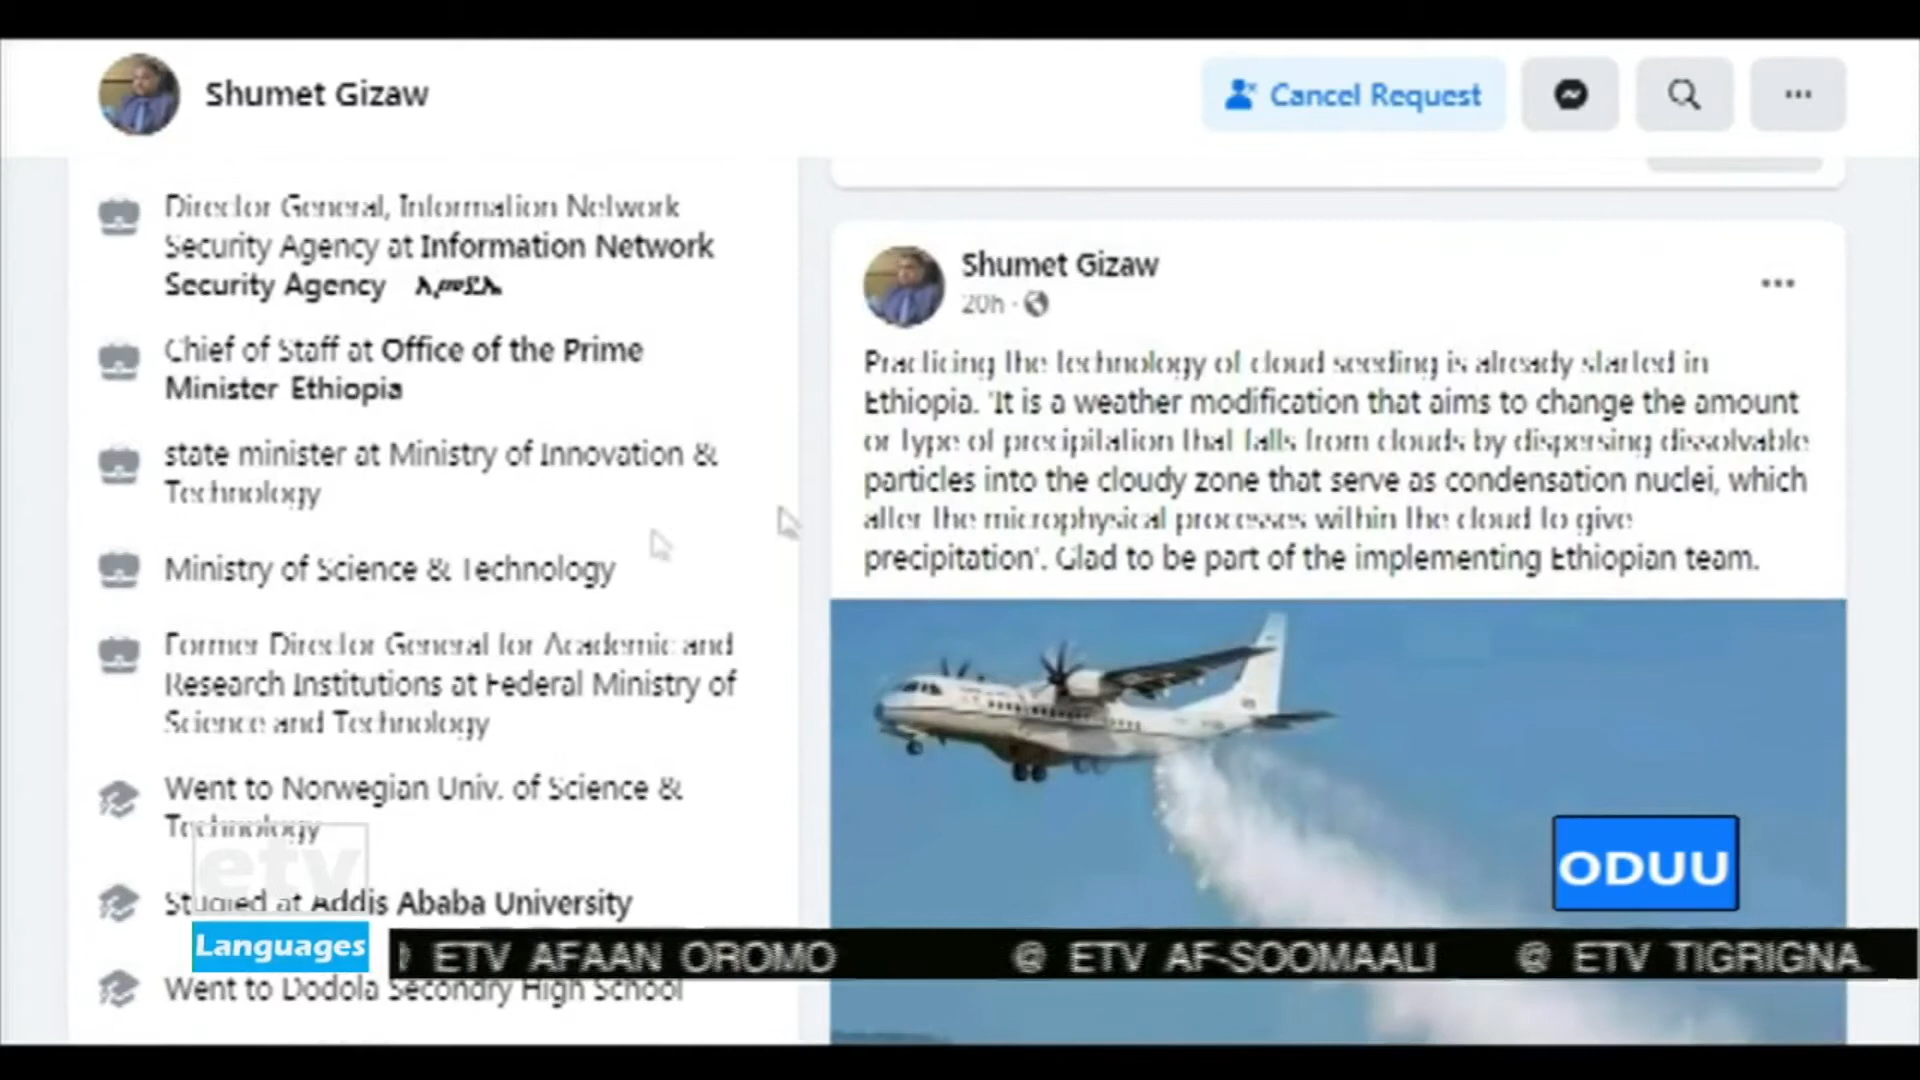 Shumet Gizaw
Cancel Request
Director General, Information Network
Security Agency at Information Network
Security Agency ኢመደኤ
Chief of Staff at Office of the Prime
Minister Ethiopia
state minister at Ministry of Innovation &
Technology
Ministry of Science & Technology
Former Director General for Academic and
Research Institutions at Federal Ministry of
Science and Technology
Went to Norwegian Univ. of Science &
Technology
Studied at Addis Ababa University
Went to Dodola Secondry High School
Shumet Gizaw
20h
Practicing the technology of cloud seeding is already started in
Ethiopia. 'It is a weather modification that aims to change the amount
or type of precipitation that falls from clouds by dispersing dissolvable
particles into the cloudy zone that serve as condensation nuclei, which
alter the microphysical processes within the cloud to give
precipitation'. Glad to be part of the implementing Ethiopian team.
ODUU
etv
Languages
ETV AFAAN OROMO @ ETV AF-SOOMAALI @ ETV TIGRIGNA